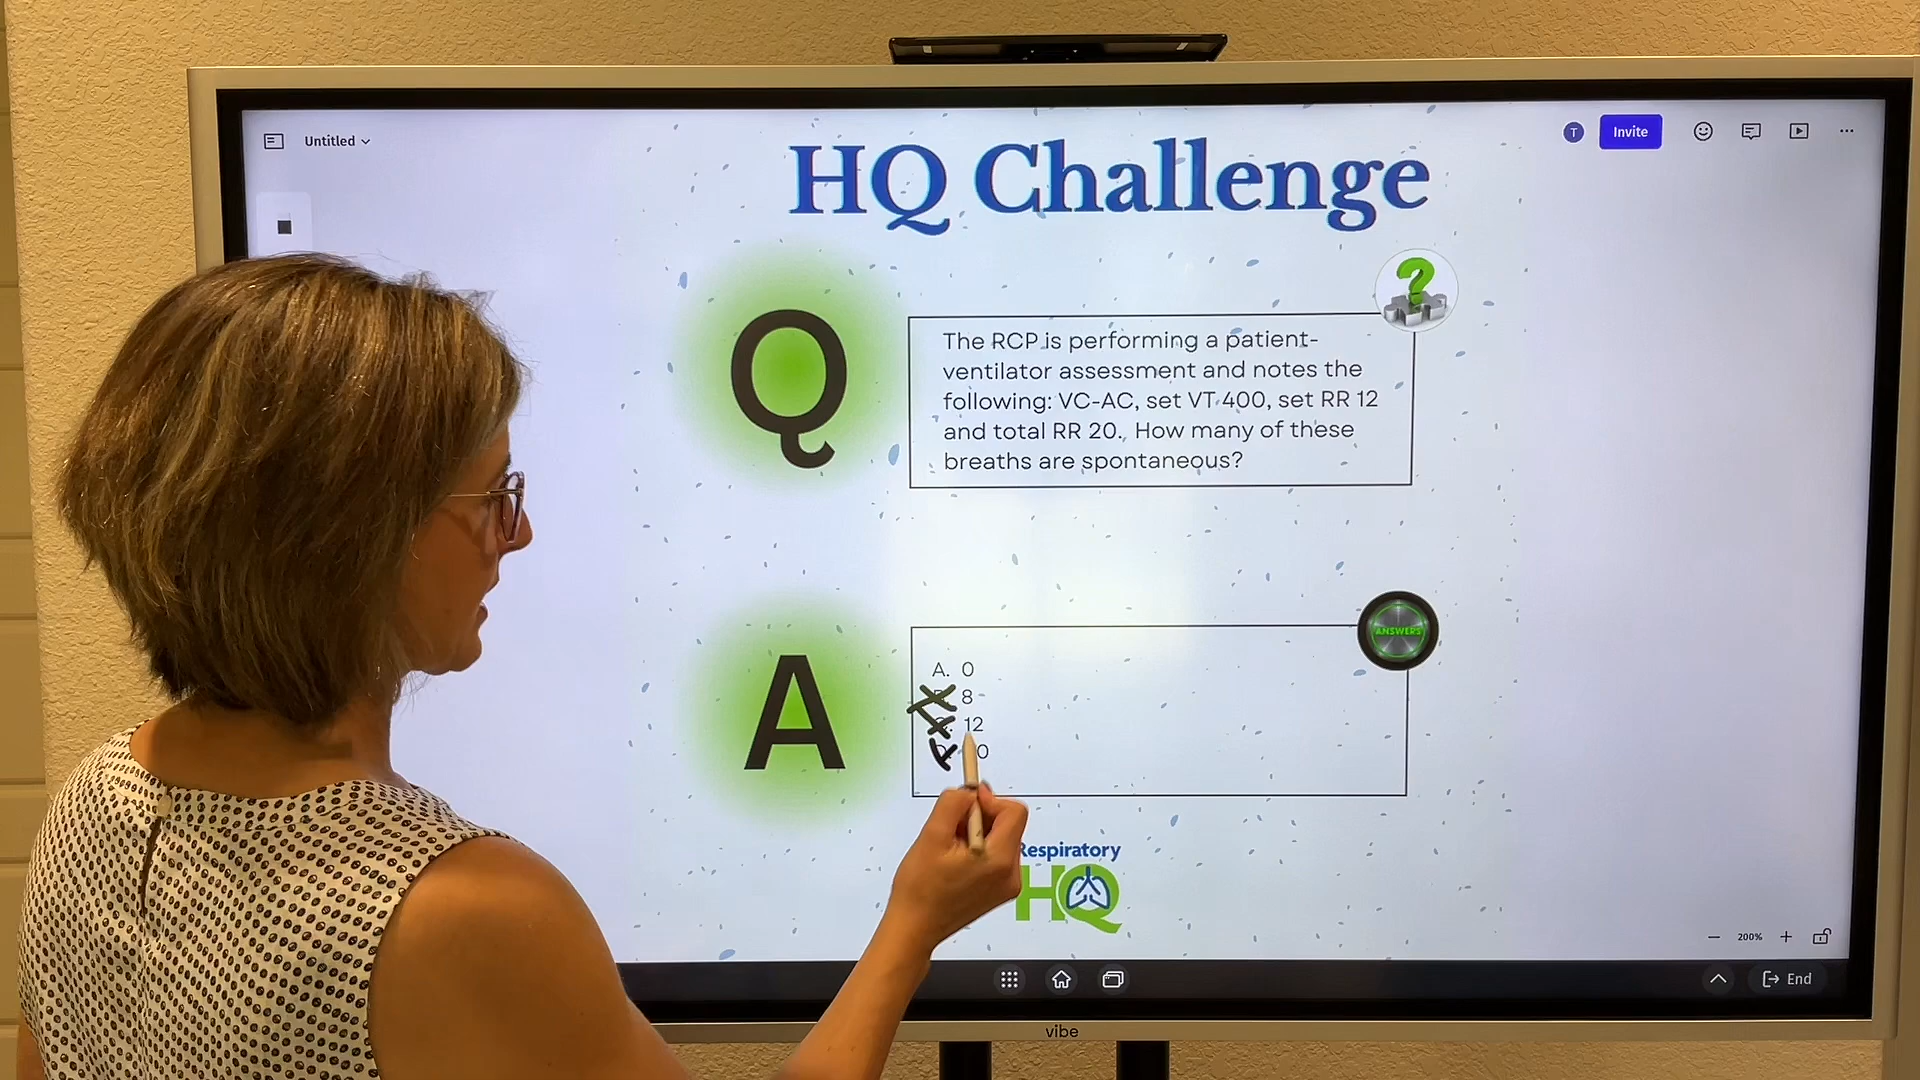 Untitled
T
Invite
HQ Challenge
Q
The RCP is performing a patient-
ventilator assessment and notes the
following: VC-AC, set VT 400, set RR 12
and total RR 20. How many of these
breaths are spontaneous?
A
ANSWERS
A. 0
8
12
0
Respiratory
HQ
200%
End
vibe